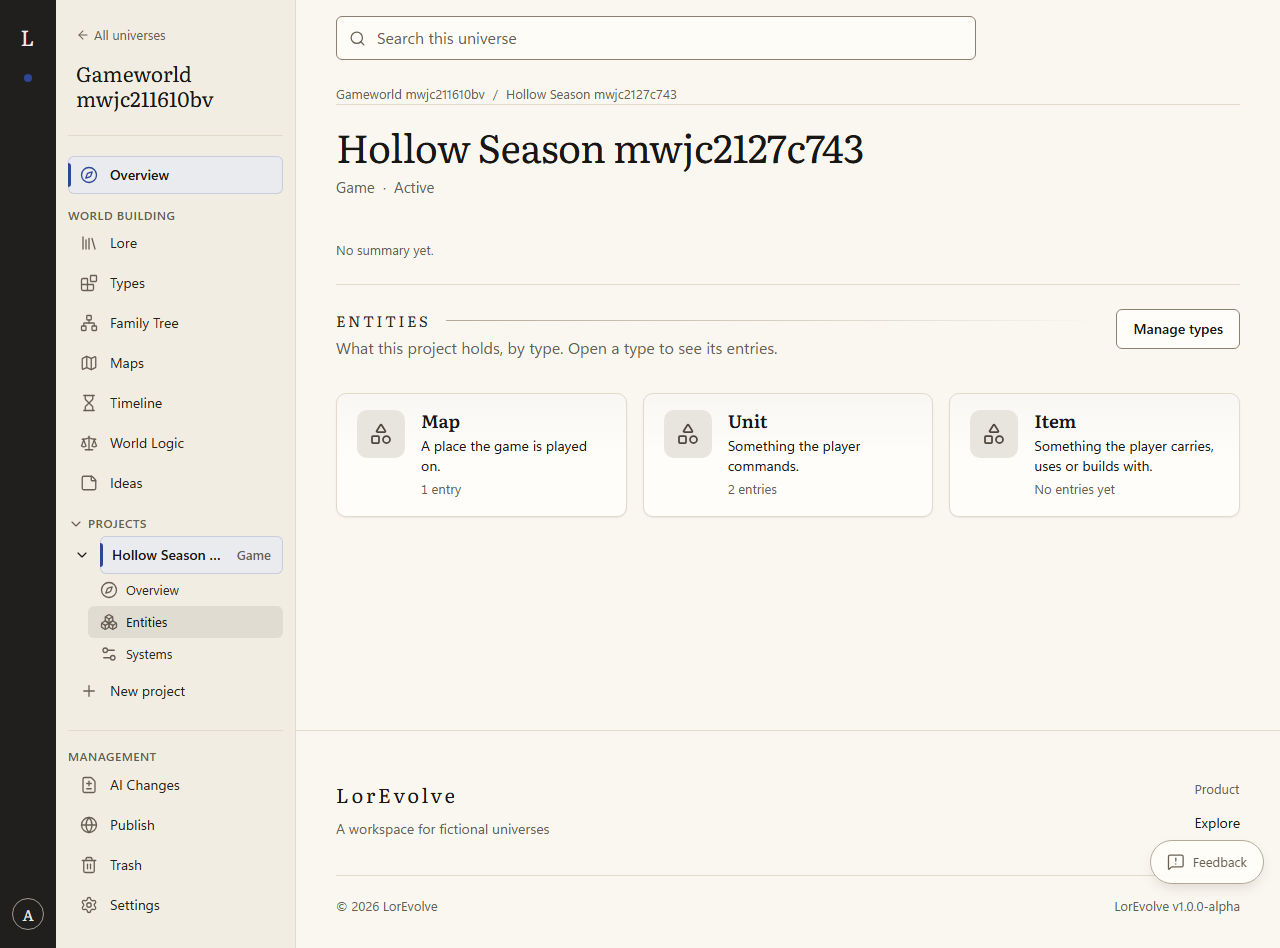 L
All universes
Gameworld
mwjc211610bv
Overview
WORLD BUILDING
Lore
Types
Family Tree
Maps
Timeline
World Logic
Ideas
PROJECTS
Hollow Season ... Game
Overview
Entities
Systems
New project
MANAGEMENT
AI Changes
Publish
Trash
Settings
A
Search this universe
Gameworld mwjc211610bv / Hollow Season mwjc2127c743
Hollow Season mwjc2127c743
Game · Active
No summary yet.
ENTITIES
What this project holds, by type. Open a type to see its entries.
Manage types
Map
A place the game is played
on.
1 entry
Unit
Something the player
commands.
2 entries
Item
Something the player carries,
uses or builds with.
No entries yet
LorEvolve
A workspace for fictional universes
Product
Explore
Feedback
© 2026 LorEvolve
LorEvolve v1.0.0-alpha